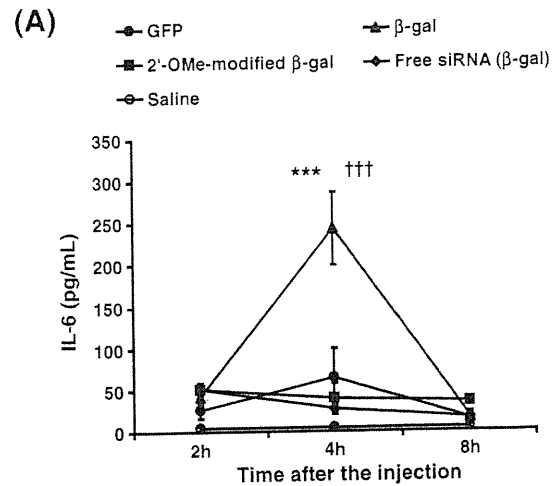 (A)
GFP
β-gal
2'-OMe-modified β-gal
Free siRNA (β-gal)
Saline
350
300
250
200
150
100
50
0
IL-6 (pg/mL)
*** †††
2h 4h 8h
Time after the injection